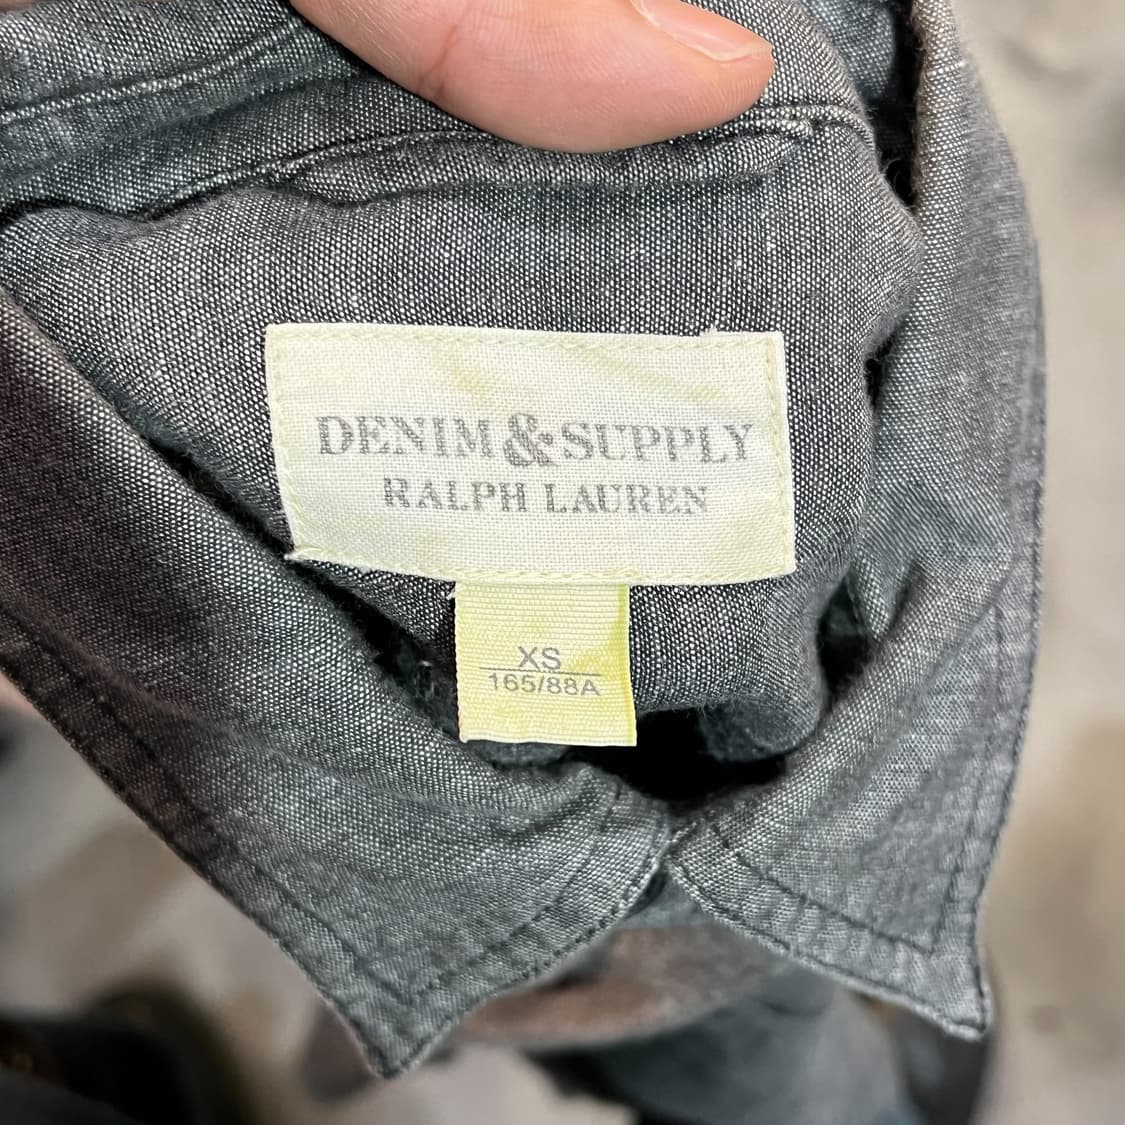 DENIM & SUPPLY
RALPH LAUREN
XS
165/88A